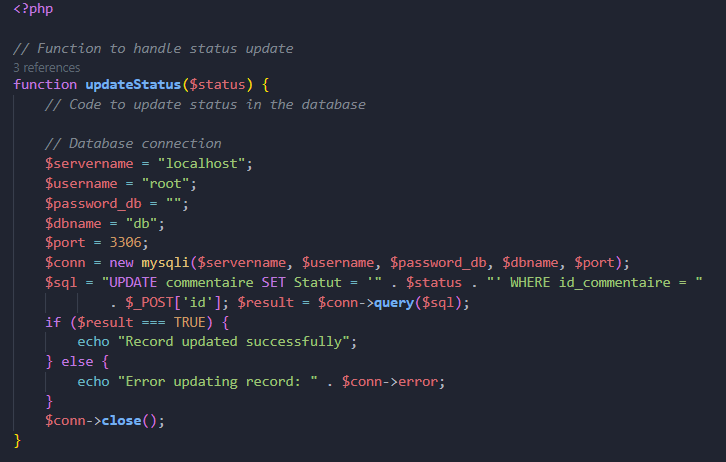 <?php
// Function to handle status update
3 references
function updateStatus($status) {
// Code to update status in the database
// Database connection
$servername = "localhost";
$username = "root";
$password_db = "";
$dbname = "db";
$port = 3306;
$conn = new mysqli($servername, $username, $password_db, $dbname, $port);
$sql = "UPDATE commentaire SET Statut = '" . $status . "' WHERE id_commentaire = "
. $_POST['id']; $result = $conn->query($sql);
if ($result === TRUE) {
echo "Record updated successfully";
} else {
echo "Error updating record: " . $conn->error;
}
$conn->close();
}